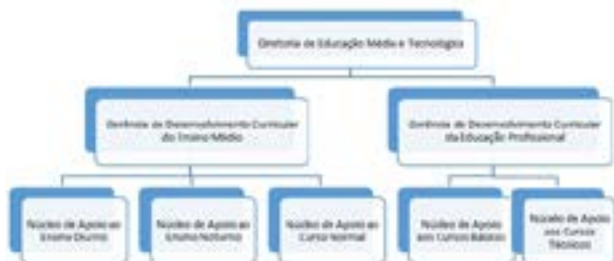 Diretoria de Educação Média e Tecnológica
Gerência de Desenvolvimento Curricular
do Ensino Médio
Gerência de Desenvolvimento Curricular
da Educação Profissional
Núcleo de Apoio ao
Ensino Diurno
Núcleo de Apoio ao
Ensino Noturno
Núcleo de Apoio ao
Curso Normal
Núcleo de Apoio
aos Cursos Básicos
Núcleo de Apoio
aos Cursos
Técnicos